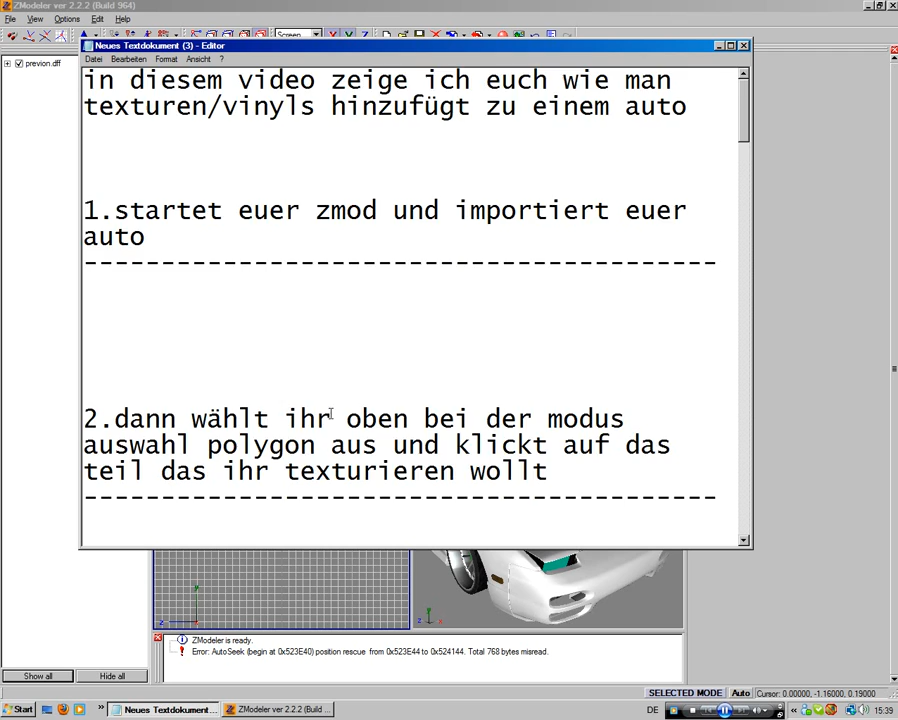 ZModeler ver 2.2.2 (Build 964)
File View Options Edit Help
Screen
Neues Textdokument (3) - Editor
Datei Bearbeiten Format Ansicht ?
previon.dff
in diesem video zeige ich euch wie man
texturen/vinyls hinzufügt zu einem auto
1.startet euer zmod und importiert euer
auto
-----------------------------------------
2.dann wählt ihr oben bei der modus
auswahl polygon aus und klickt auf das
teil das ihr texturieren wollt
-----------------------------------------
y
z
x
y
z
ZModeler is ready.
Error: AutoSeek (begin at 0x523E40) position rescue from 0x523E44 to 0x524144. Total 768 bytes misread.
Show all Hide all
SELECTED MODE Auto Cursor: 0.00000, -1.16000, 0.19000
Start » Neues Textdokument... ZModeler ver 2.2.2 (Build ... DE « 15:39